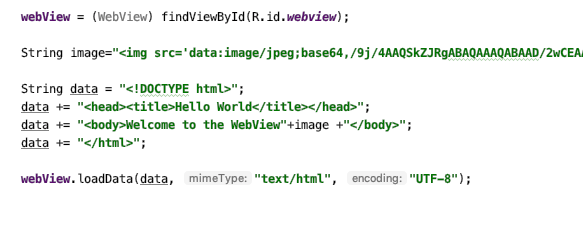 webView = (WebView) findViewById(R.id.webview);
String image="<img src='data:image/jpeg;base64,/9j/4AAQSkZJRgABAQAAAQABAAD/2wCEAA
String data = "<!DOCTYPE html>";
data += "<head><title>Hello World</title></head>";
data += "<body>Welcome to the WebView"+image +"</body>";
data += "</html>";
webView.loadData(data, mimeType: "text/html", encoding: "UTF-8");